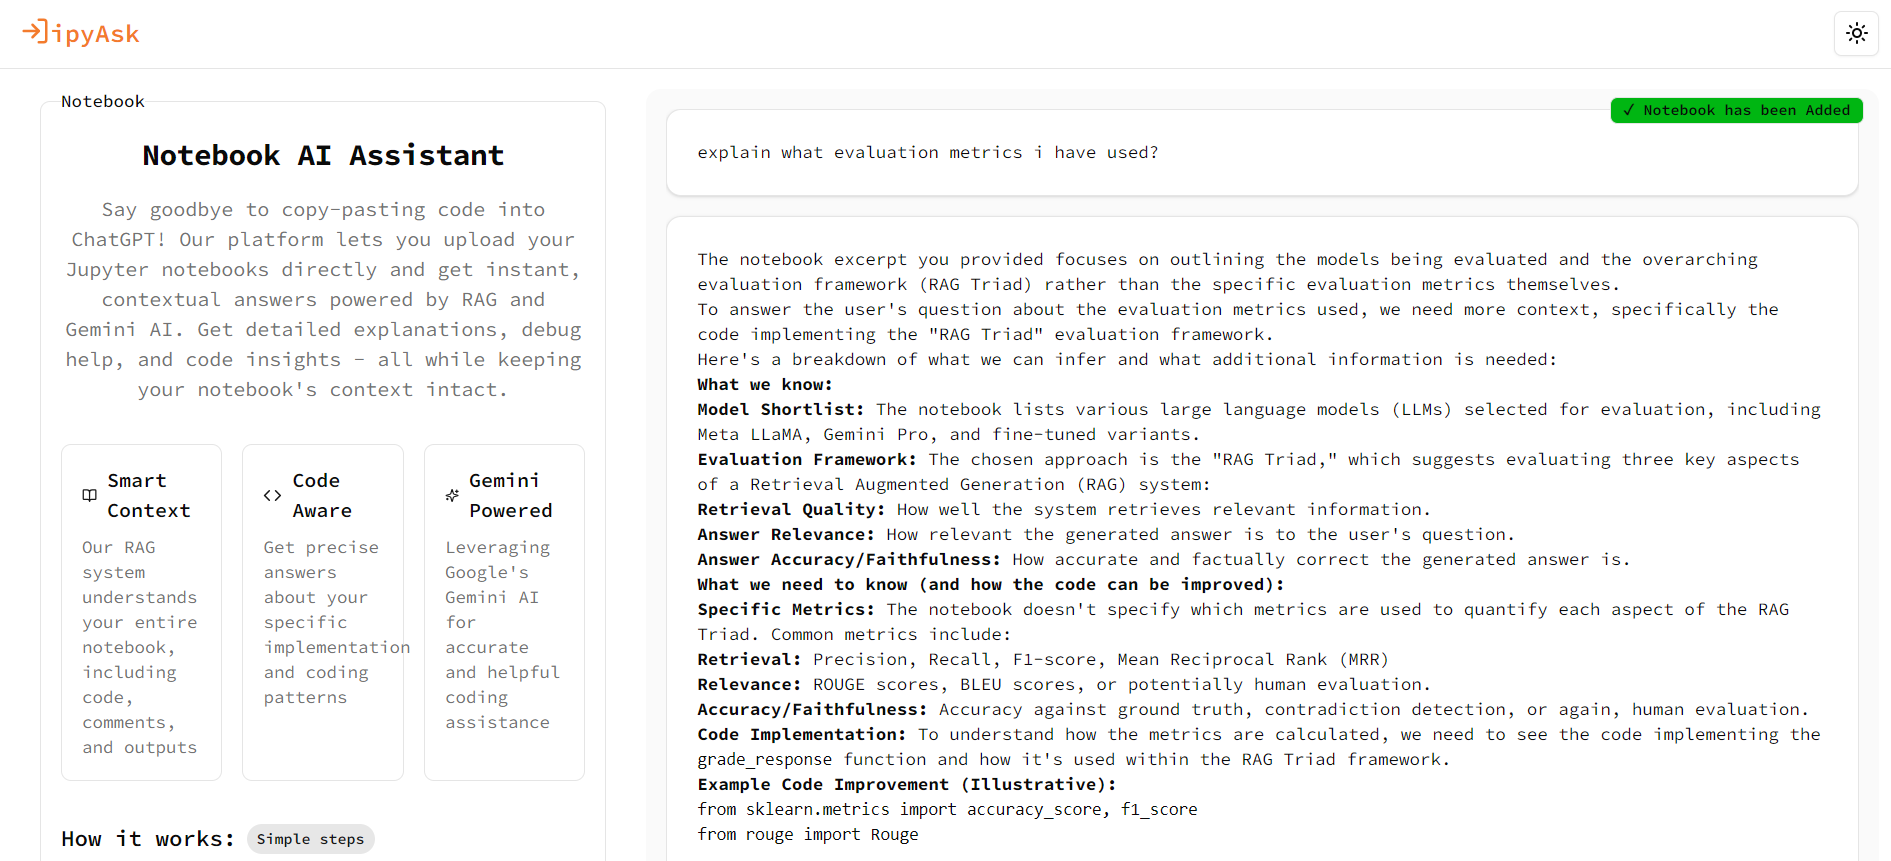 ipyAsk
Notebook
Notebook AI Assistant
Say goodbye to copy-pasting code into
ChatGPT! Our platform lets you upload your
Jupyter notebooks directly and get instant,
contextual answers powered by RAG and
Gemini AI. Get detailed explanations, debug
help, and code insights - all while keeping
your notebook's context intact.
Smart
Context
Our RAG
system
understands
your entire
notebook,
including
code,
comments,
and outputs
Code
Aware
Get precise
answers
about your
specific
implementation
and coding
patterns
Gemini
Powered
Leveraging
Google's
Gemini AI
for
accurate
and helpful
coding
assistance
How it works: Simple steps
✓ Notebook has been Added
explain what evaluation metrics i have used?
The notebook excerpt you provided focuses on outlining the models being evaluated and the overarching
evaluation framework (RAG Triad) rather than the specific evaluation metrics themselves.
To answer the user's question about the evaluation metrics used, we need more context, specifically the
code implementing the "RAG Triad" evaluation framework.
Here's a breakdown of what we can infer and what additional information is needed:
What we know:
Model Shortlist: The notebook lists various large language models (LLMs) selected for evaluation, including
Meta LLaMA, Gemini Pro, and fine-tuned variants.
Evaluation Framework: The chosen approach is the "RAG Triad," which suggests evaluating three key aspects
of a Retrieval Augmented Generation (RAG) system:
Retrieval Quality: How well the system retrieves relevant information.
Answer Relevance: How relevant the generated answer is to the user's question.
Answer Accuracy/Faithfulness: How accurate and factually correct the generated answer is.
What we need to know (and how the code can be improved):
Specific Metrics: The notebook doesn't specify which metrics are used to quantify each aspect of the RAG
Triad. Common metrics include:
Retrieval: Precision, Recall, F1-score, Mean Reciprocal Rank (MRR)
Relevance: ROUGE scores, BLEU scores, or potentially human evaluation.
Accuracy/Faithfulness: Accuracy against ground truth, contradiction detection, or again, human evaluation.
Code Implementation: To understand how the metrics are calculated, we need to see the code implementing the
grade_response function and how it's used within the RAG Triad framework.
Example Code Improvement (Illustrative):
from sklearn.metrics import accuracy_score, f1_score
from rouge import Rouge